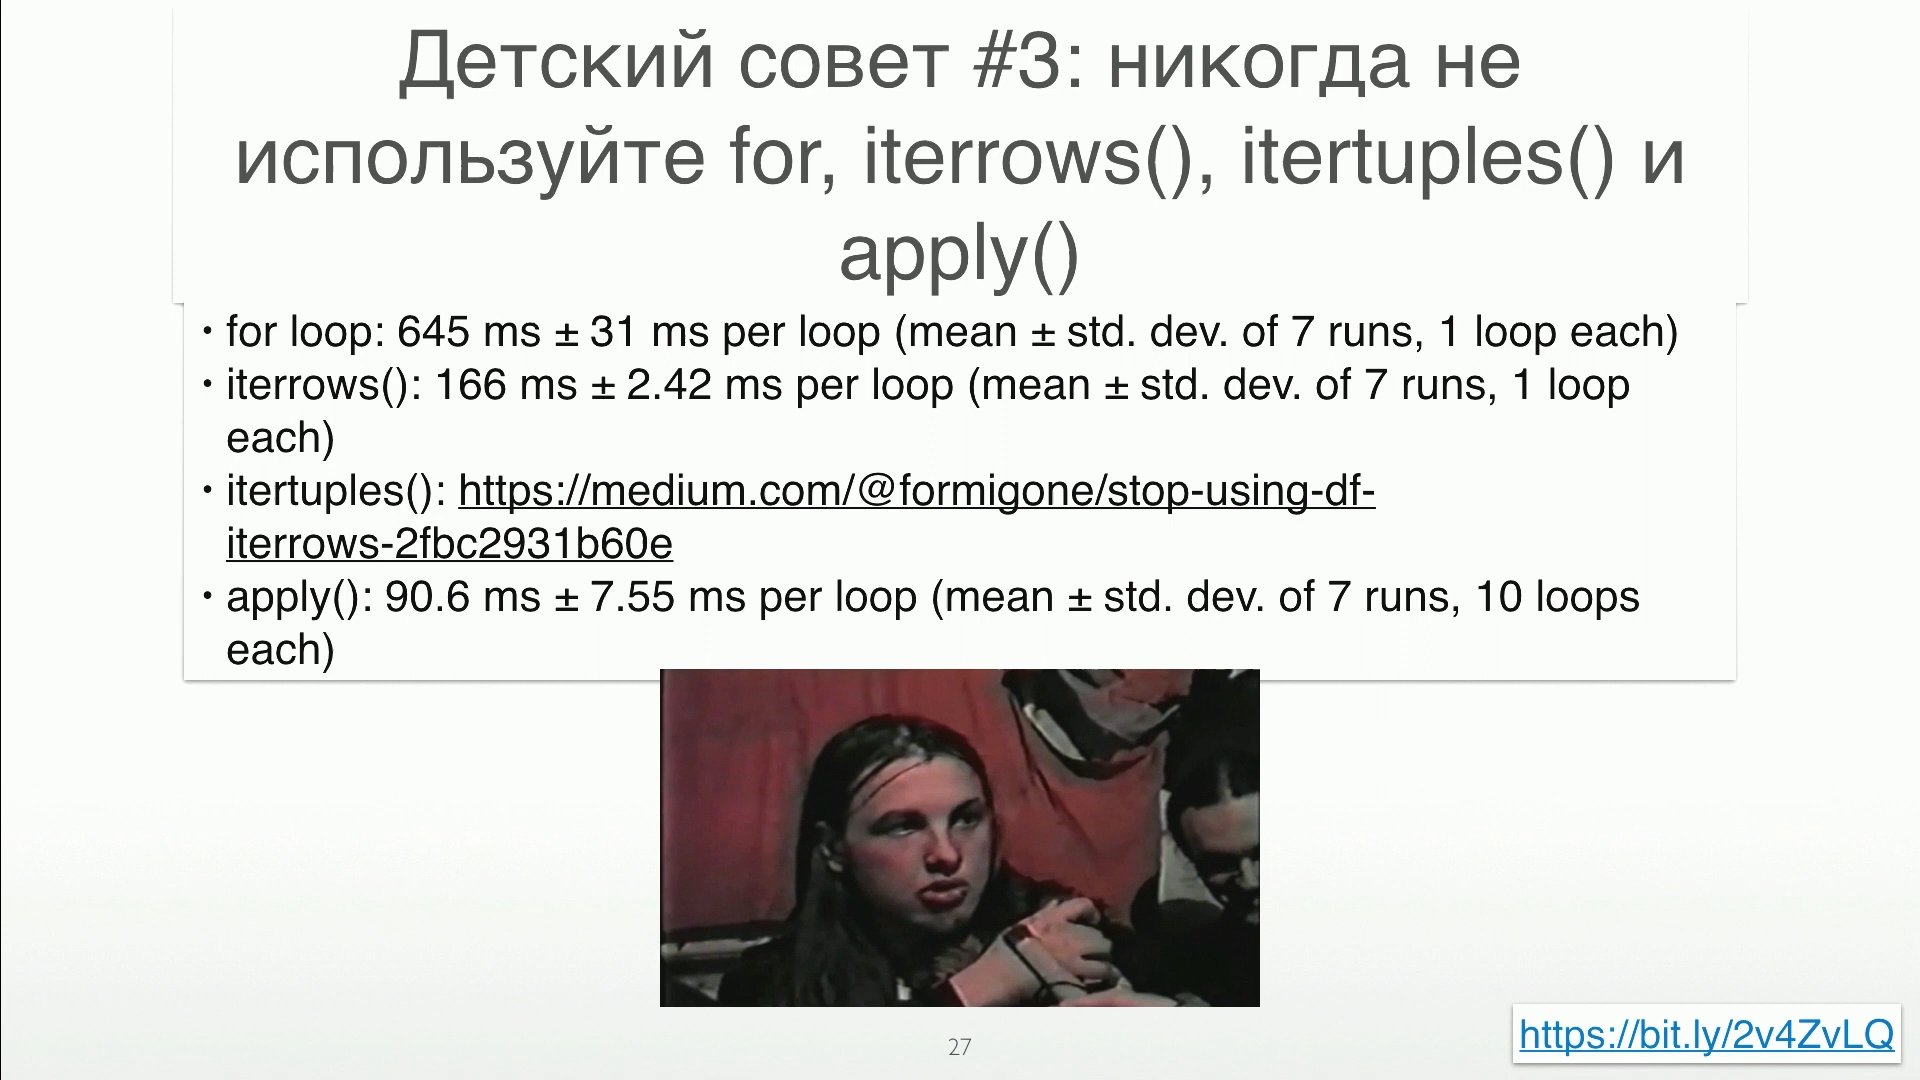 Детский совет #3: никогда не
используйте for, iterrows(), itertuples() и
apply()
• for loop: 645 ms ± 31 ms per loop (mean ± std. dev. of 7 runs, 1 loop each)
• iterrows(): 166 ms ± 2.42 ms per loop (mean ± std. dev. of 7 runs, 1 loop
each)
• itertuples(): https://medium.com/@formigone/stop-using-df-
iterrows-2fbc2931b60e
• apply(): 90.6 ms ± 7.55 ms per loop (mean ± std. dev. of 7 runs, 10 loops
each)
27
https://bit.ly/2v4ZvLQ